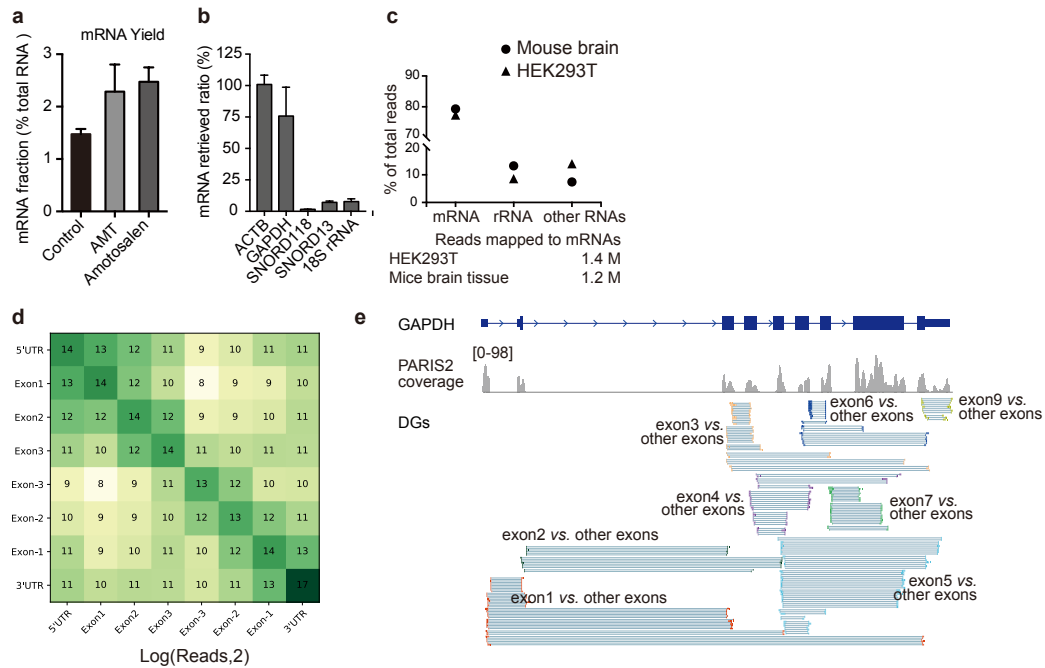 a
mRNA Yield
mRNA fraction (% total RNA )
3
2
1
0
Control
AMT
Amotosalen
b
mRNA retrieved ratio (%)
125
100
75
50
25
0
ACTB
GAPDH
SNORD118
SNORD13
18S rRNA
c
Mouse brain
HEK293T
% of total reads
80
70
20
10
0
mRNA rRNA other RNAs
Reads mapped to mRNAs
HEK293T 1.4 M
Mice brain tissue 1.2 M
d
5'UTR 14 13 12 11 9 10 11 11
Exon1 13 14 12 10 8 9 9 10
Exon2 12 12 14 12 9 9 10 11
Exon3 11 10 12 14 11 10 11 11
Exon-3 9 8 9 11 13 12 10 10
Exon-2 10 9 9 10 12 13 12 11
Exon-1 11 9 10 11 10 12 14 13
3'UTR 11 10 11 11 10 11 13 17
5'UTR Exon1 Exon2 Exon3 Exon-3 Exon-2 Exon-1 3'UTR
Log(Reads,2)
e
GAPDH
[0-98]
PARIS2
coverage
DGs
exon3 vs.
other exons
exon6 vs.
other exons
exon9 vs.
other exons
exon4 vs.
other exons
exon7 vs.
other exons
exon2 vs. other exons
exon1 vs. other exons
exon5 vs.
other exons